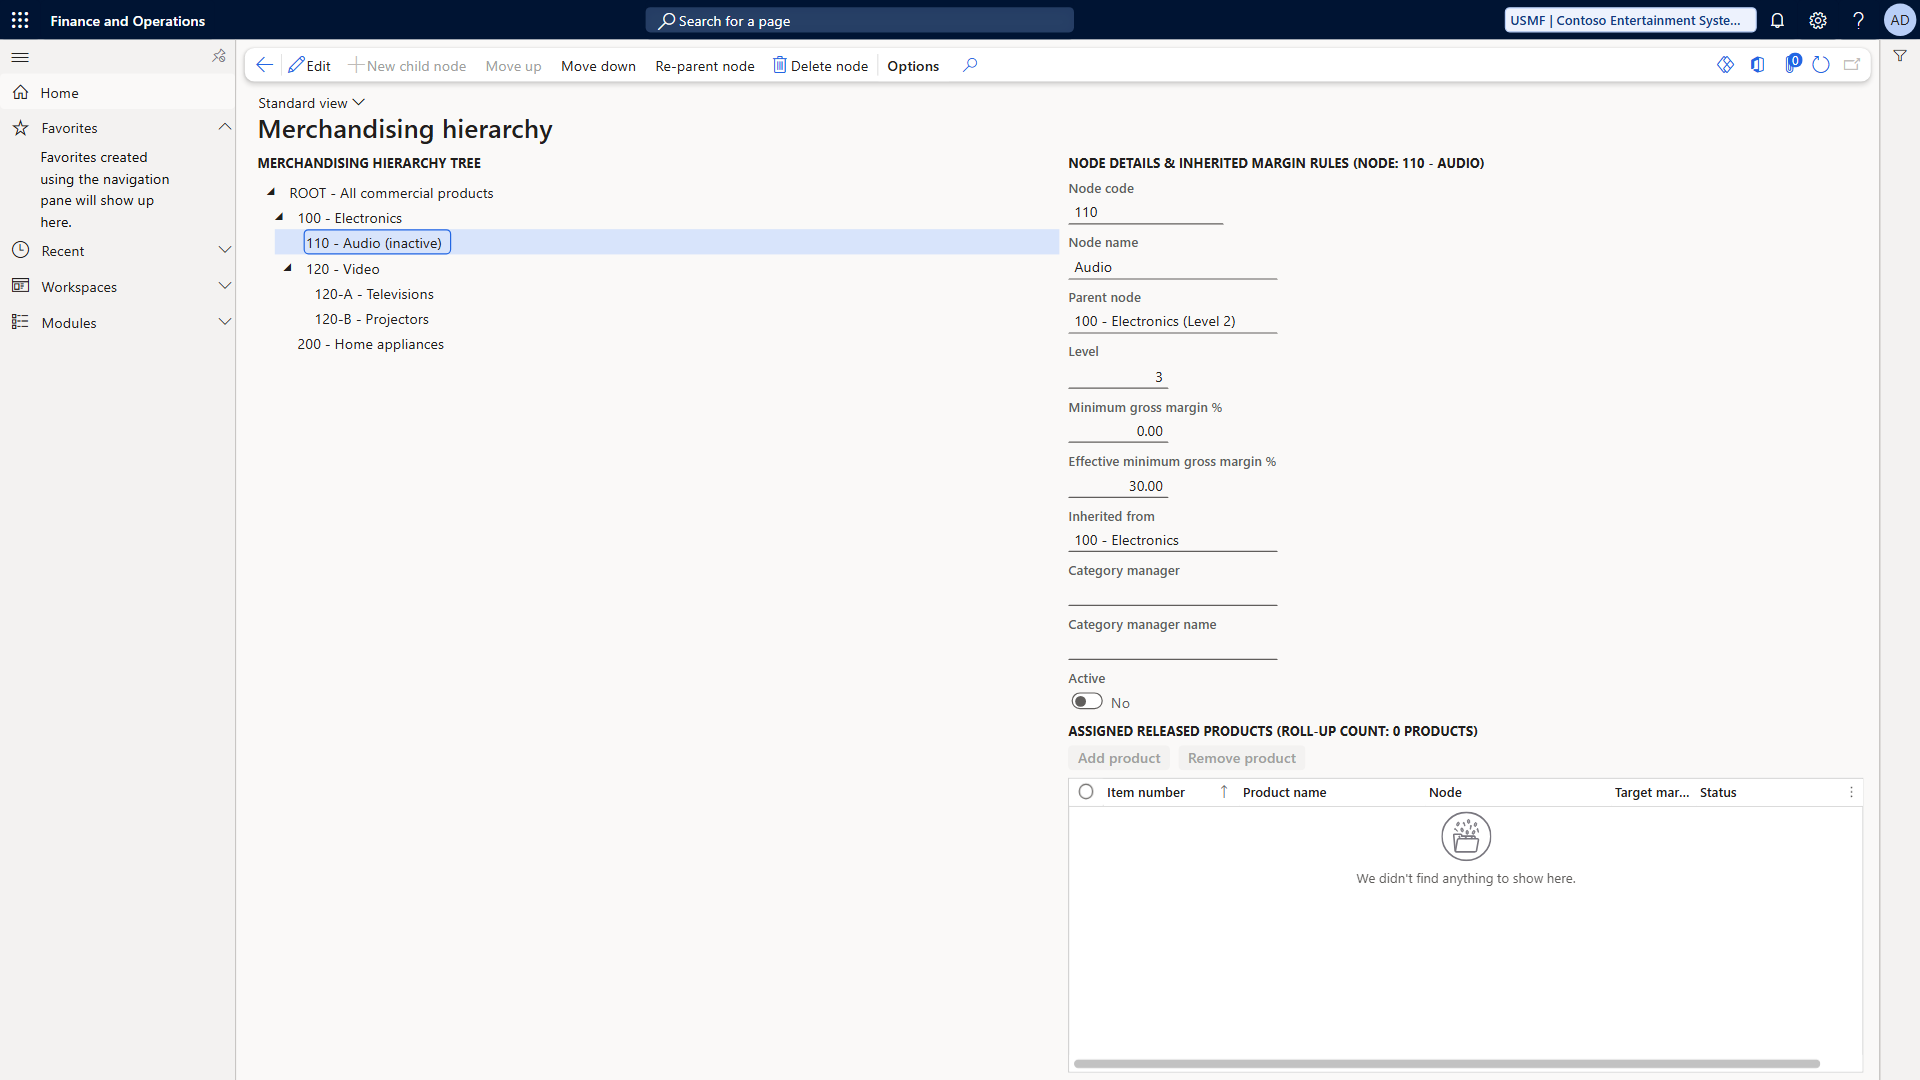 Finance and Operations
Search for a page
USMF | Contoso Entertainment Syste...
AD
Edit
New child node
Move up
Move down
Re-parent node
Delete node
Options
0
Home
Favorites
Favorites created
using the navigation
pane will show up
here.
Recent
Workspaces
Modules
Standard view
Merchandising hierarchy
MERCHANDISING HIERARCHY TREE
ROOT - All commercial products
100 - Electronics
110 - Audio (inactive)
120 - Video
120-A - Televisions
120-B - Projectors
200 - Home appliances
NODE DETAILS & INHERITED MARGIN RULES (NODE: 110 - AUDIO)
Node code
110
Node name
Audio
Parent node
100 - Electronics (Level 2)
Level
3
Minimum gross margin %
0.00
Effective minimum gross margin %
30.00
Inherited from
100 - Electronics
Category manager
Category manager name
Active
No
ASSIGNED RELEASED PRODUCTS (ROLL-UP COUNT: 0 PRODUCTS)
Add product
Remove product
Item number
Product name
Node
Target mar...
Status
We didn't find anything to show here.